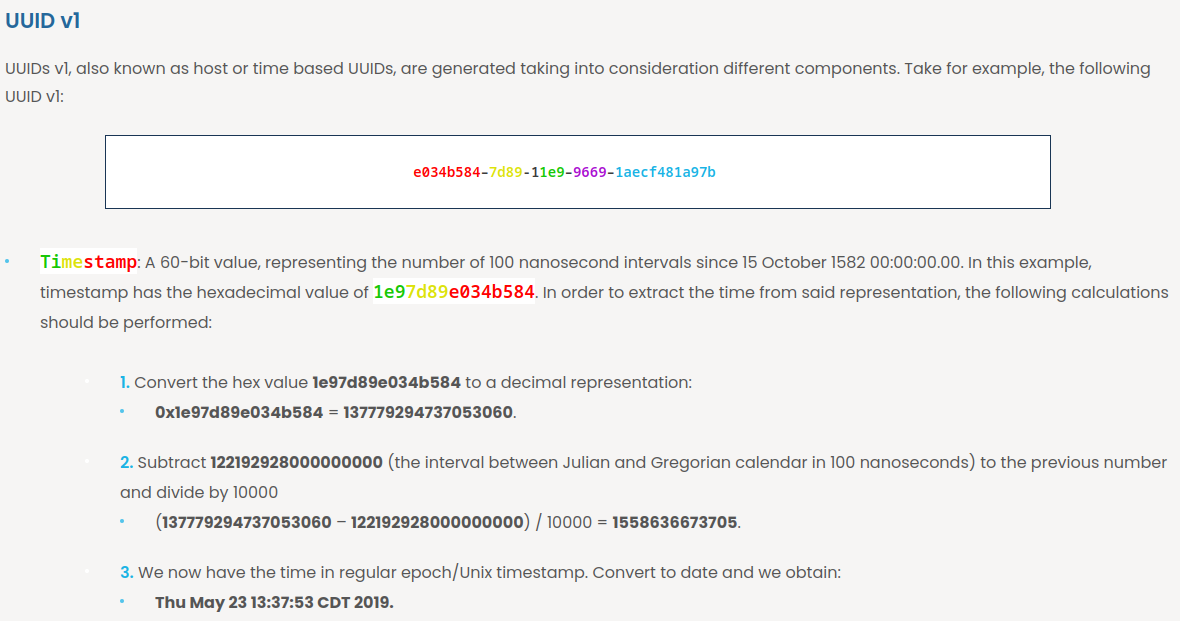 UUID v1
UUIDs v1, also known as host or time based UUIDs, are generated taking into consideration different components. Take for example, the following
UUID v1:
e034b584-7d89-11e9-9669-1aecf481a97b
Timestamp: A 60-bit value, representing the number of 100 nanosecond intervals since 15 October 1582 00:00:00.00. In this example,
timestamp has the hexadecimal value of 1e97d89e034b584. In order to extract the time from said representation, the following calculations
should be performed:
1. Convert the hex value 1e97d89e034b584 to a decimal representation:
0x1e97d89e034b584 = 137779294737053060.
2. Subtract 122192928000000000 (the interval between Julian and Gregorian calendar in 100 nanoseconds) to the previous number
and divide by 10000
(137779294737053060 – 122192928000000000) / 10000 = 1558636673705.
3. We now have the time in regular epoch/Unix timestamp. Convert to date and we obtain:
Thu May 23 13:37:53 CDT 2019.